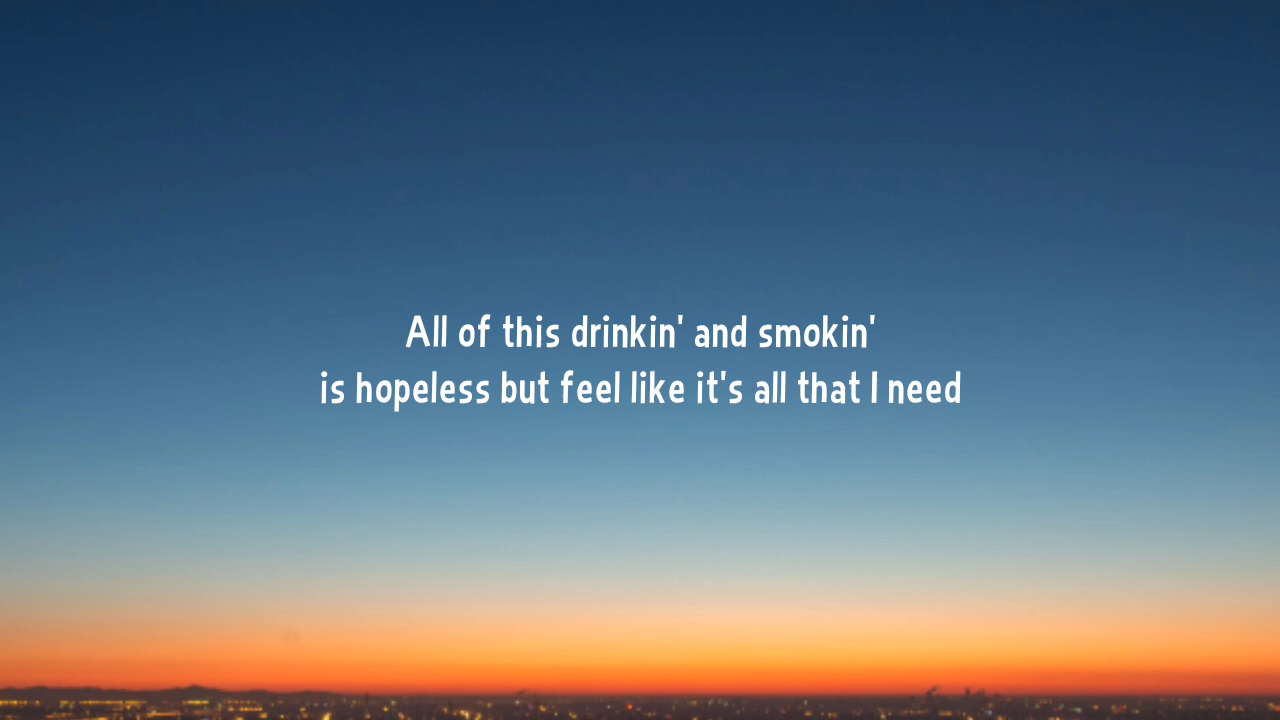 All of this drinkin' and smokin'
is hopeless but feel like it's all that I need